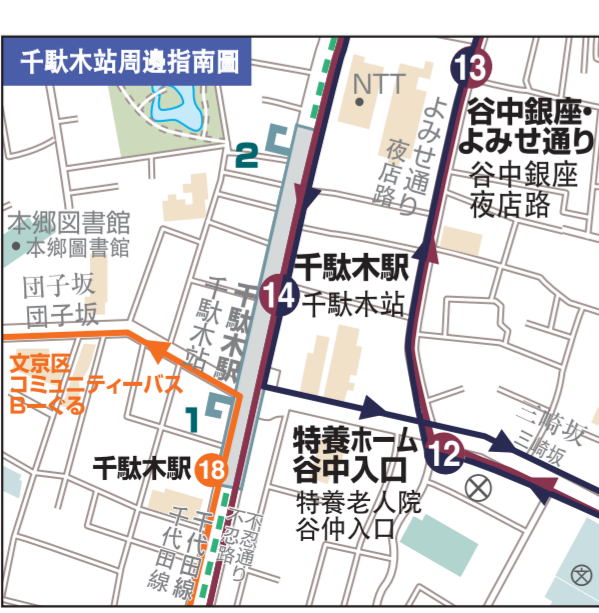 千駄木站周邊指南圖
NTT
13
谷中銀座・
よみせ通り
谷中銀座
夜店路
よみせ通り
夜店路
2
本郷図書館
本鄉圖書館
団子坂
団子坂
千駄木駅
千駄木站
14
千駄木駅
千駄木站
文京区
コミュニティーバス
Bーぐる
1
三崎坂
三崎坂
特養ホーム
谷中入口
12
特養老人院
谷仲入口
千駄木駅
18
不忍通り
不忍路
千代田線
千代田線
文